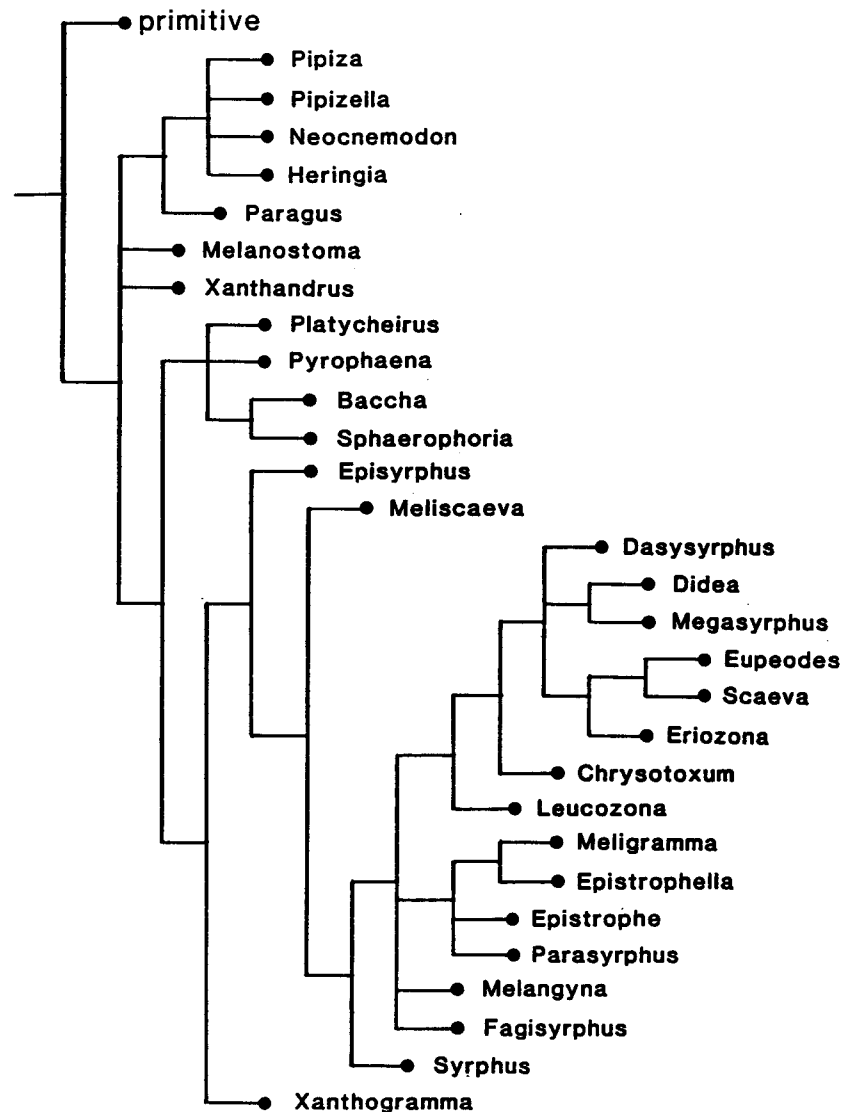 primitive
Pipiza
Pipizella
Neocnemodon
Heringia
Paragus
Melanostoma
Xanthandrus
Platycheirus
Pyrophaena
Baccha
Sphaerophoria
Episyrphus
Meliscaeva
Dasysyrphus
Didea
Megasyrphus
Eupeodes
Scaeva
Eriozona
Chrysotoxum
Leucozona
Meligramma
Epistrophella
Epistrophe
Parasyrphus
Melangyna
Fagisyrphus
Syrphus
Xanthogramma